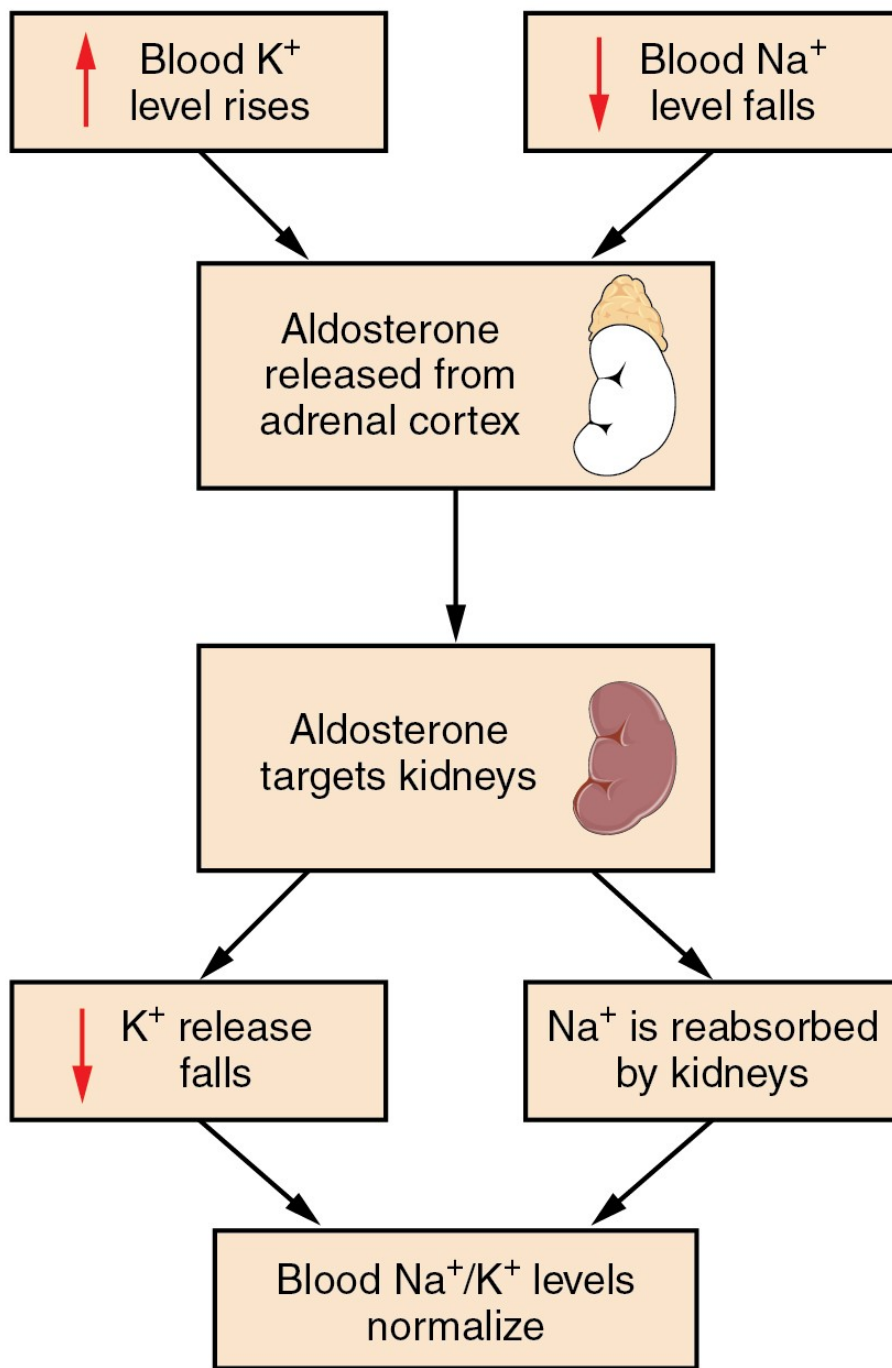 Blood K⁺
level rises
Blood Na⁺
level falls
Aldosterone
released from
adrenal cortex
Aldosterone
targets kidneys
K⁺ release
falls
Na⁺ is reabsorbed
by kidneys
Blood Na⁺/K⁺ levels
normalize